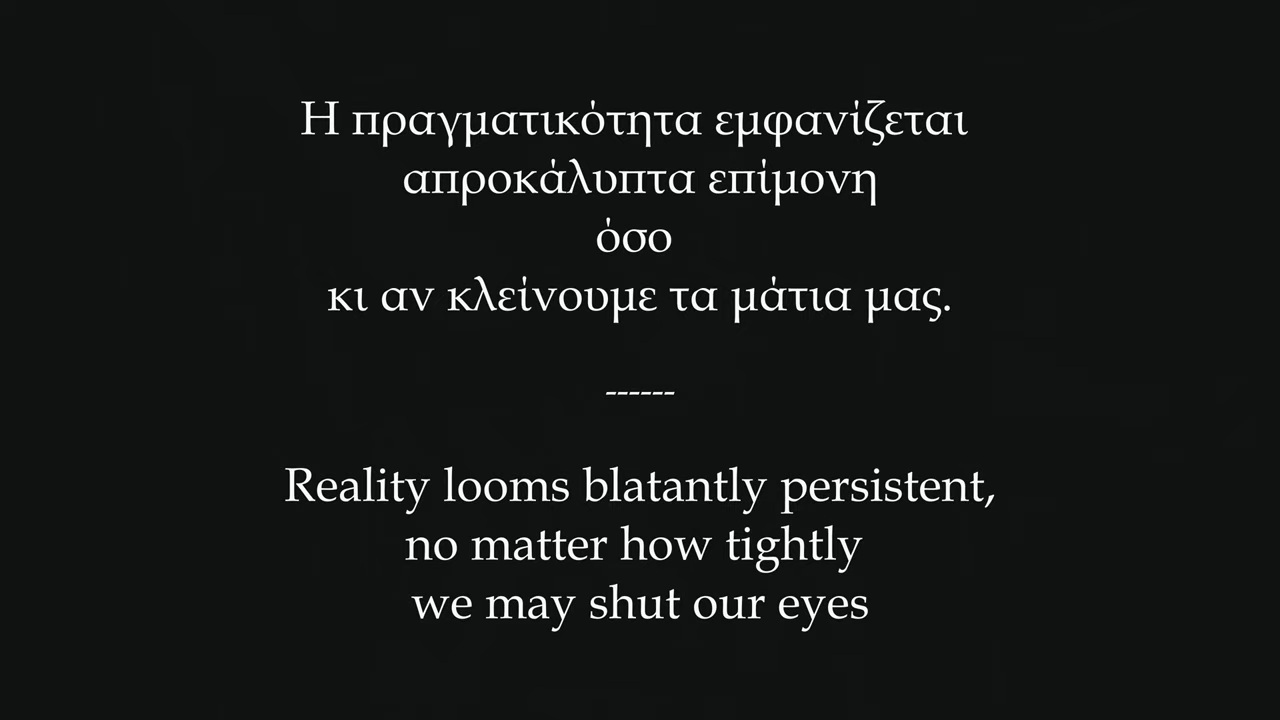 Η πραγματικότητα εμφανίζεται
απροκάλυπτα επίμονη
όσο
κι αν κλείνουμε τα μάτια μας.
------
Reality looms blatantly persistent,
no matter how tightly
we may shut our eyes